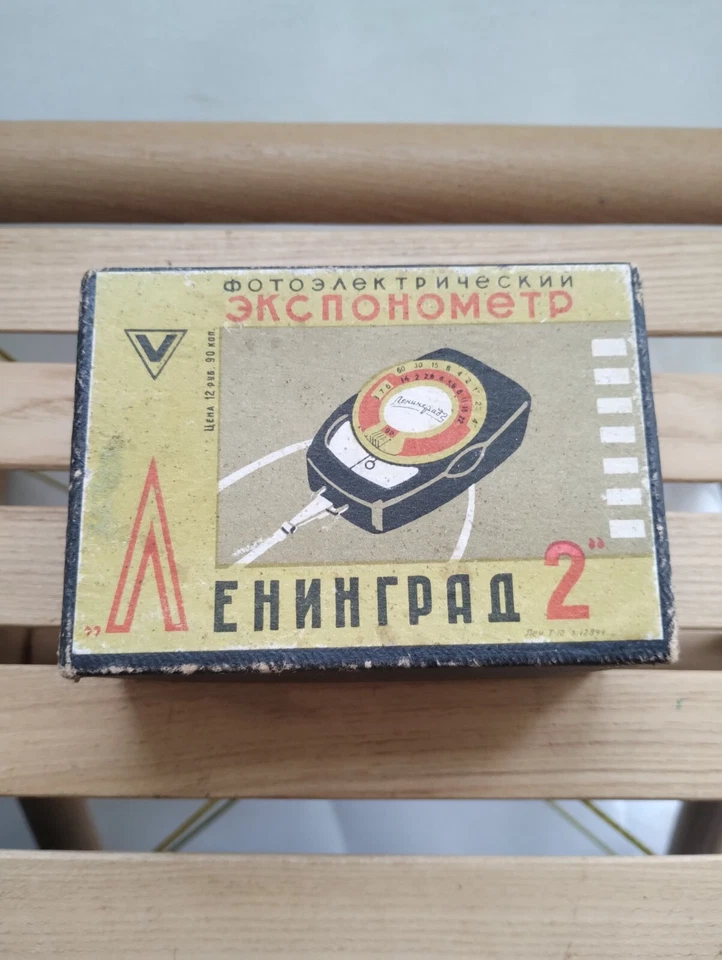 ФОТОЭЛЕКТРИЧЕСКИЙ
ЭКСПОНОМЕТР
Цена 12 руб. 90 коп.
„ЛЕНИНГРАД 2“